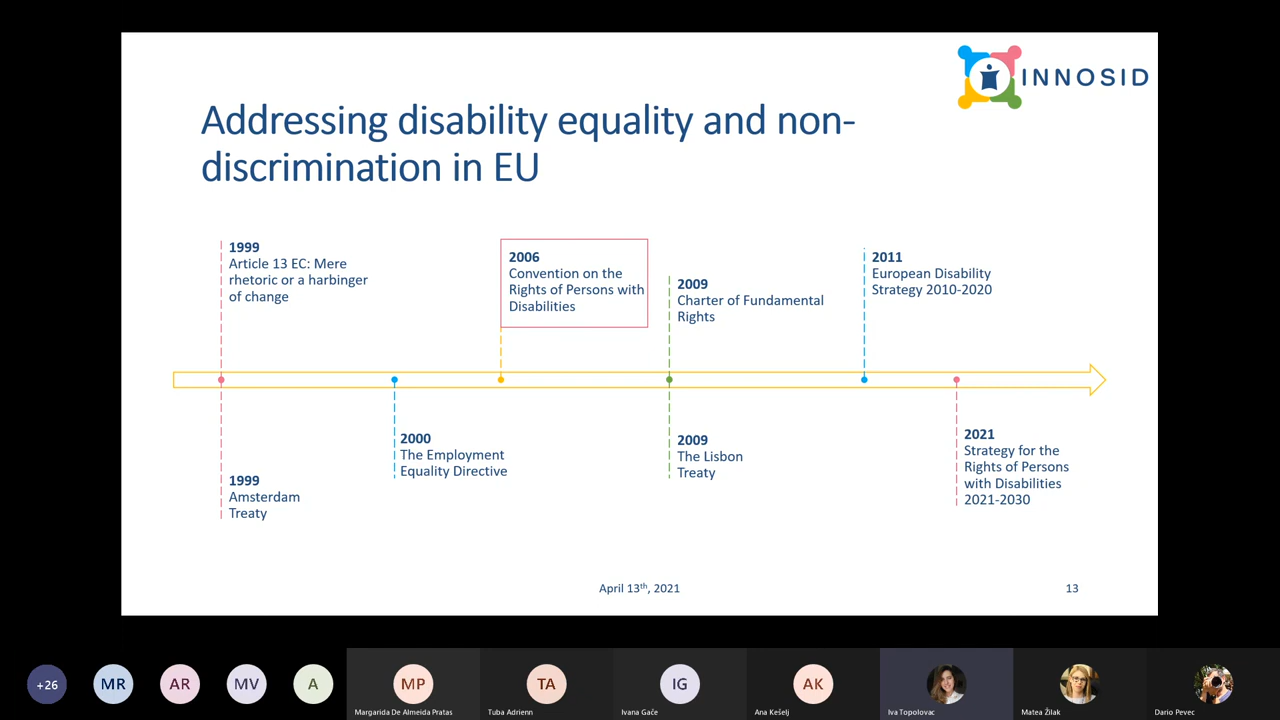 INNOSID
Addressing disability equality and non-
discrimination in EU
1999
Article 13 EC: Mere
rhetoric or a harbinger
of change
2006
Convention on the
Rights of Persons with
Disabilities
2009
Charter of Fundamental
Rights
2011
European Disability
Strategy 2010-2020
1999
Amsterdam
Treaty
2000
The Employment
Equality Directive
2009
The Lisbon
Treaty
2021
Strategy for the
Rights of Persons
with Disabilities
2021-2030
April 13th, 2021
13
+26
MR
AR
MV
A
MP
TA
IG
AK
Margarida De Almeida Pratas
Tuba Adrienn
Ivana Gače
Ana Kešelj
Iva Topolovac
Matea Žilak
Dario Pevec